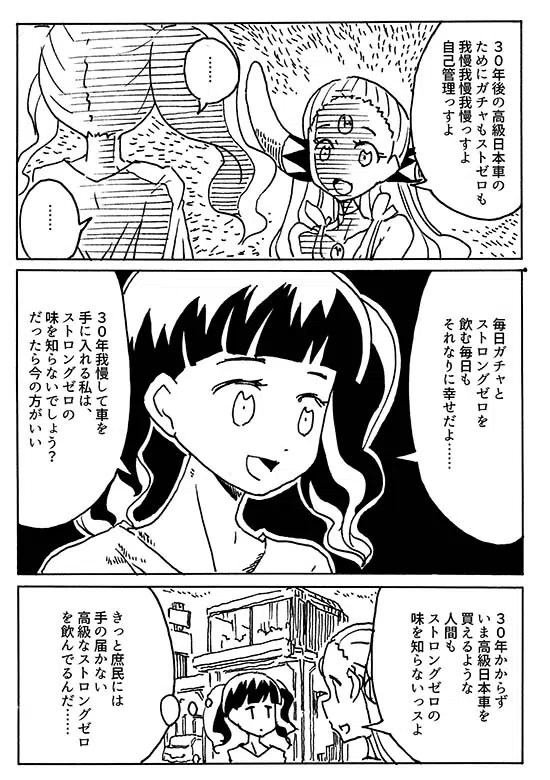 ３０年後の高級日本車の
ためにガチャもストゼロも
我慢我慢我慢っすよ
自己管理っすよ
……
……
毎日ガチャと
ストロングゼロを
飲む毎日も
それなりに幸せだよ……
３０年我慢して車を
手に入れる私は、
ストロングゼロの
味を知らないでしょう？
だったら今の方がいい
３０年かからず
いま高級日本車を
買えるような
人間も
ストロングゼロの
味を知らないっスよ
きっと庶民には
手の届かない
高級なストロングゼロ
を飲んでるんだ……